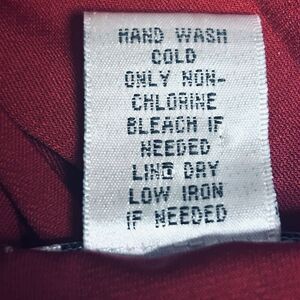 HAND WASH
COLD
ONLY NON-
CHLORINE
BLEACH IF
NEEDED
LINE DRY
LOW IRON
IF NEEDED